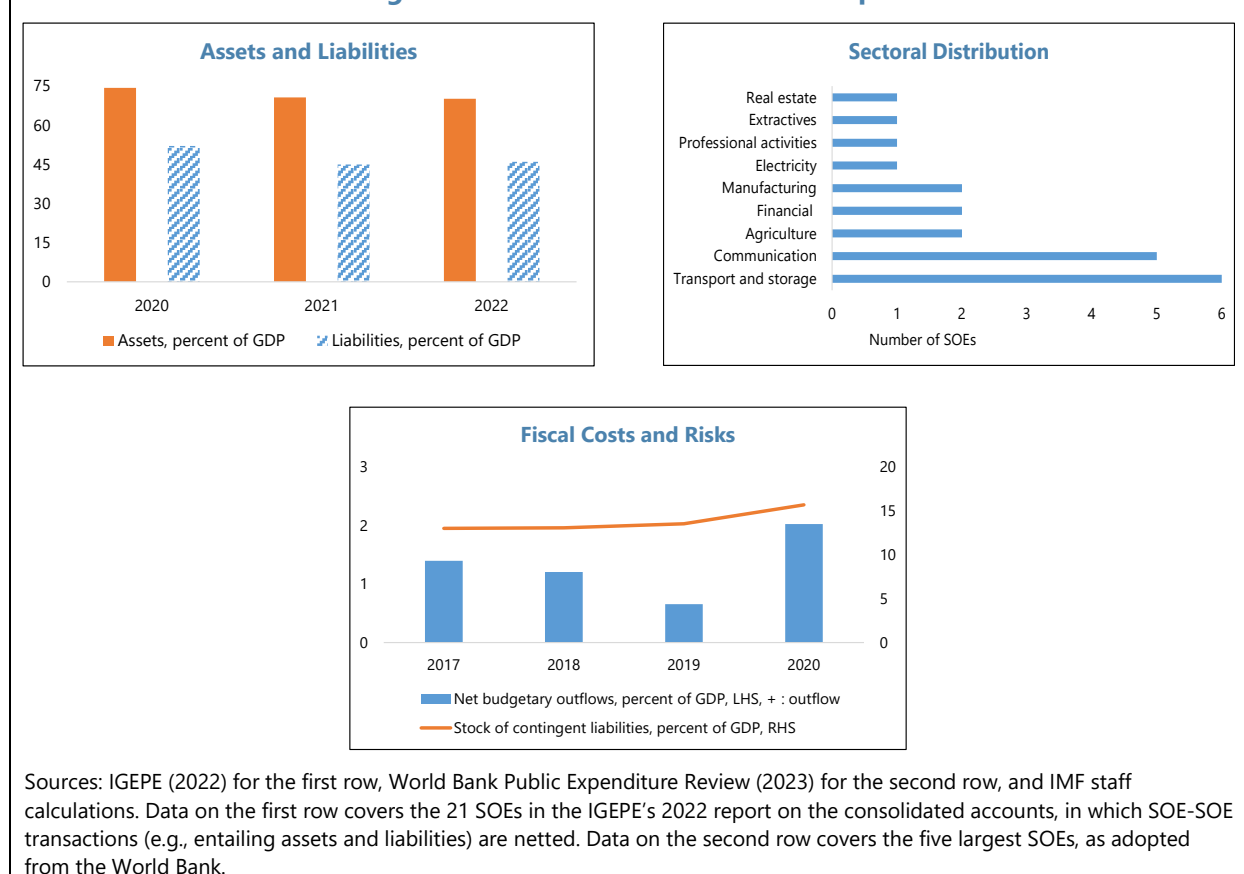 Assets and Liabilities
75
60
45
30
15
0
2020 2021 2022
Assets, percent of GDP Liabilities, percent of GDP
Sectoral Distribution
Real estate
Extractives
Professional activities
Electricity
Manufacturing
Financial
Agriculture
Communication
Transport and storage
0 1 2 3 4 5 6
Number of SOEs
Fiscal Costs and Risks
3 20
2 15
10
1 5
0 0
2017 2018 2019 2020
Net budgetary outflows, percent of GDP, LHS, + : outflow
Stock of contingent liabilities, percent of GDP, RHS
Sources: IGEPE (2022) for the first row, World Bank Public Expenditure Review (2023) for the second row, and IMF staff
calculations. Data on the first row covers the 21 SOEs in the IGEPE's 2022 report on the consolidated accounts, in which SOE-SOE
transactions (e.g., entailing assets and liabilities) are netted. Data on the second row covers the five largest SOEs, as adopted
from the World Bank.